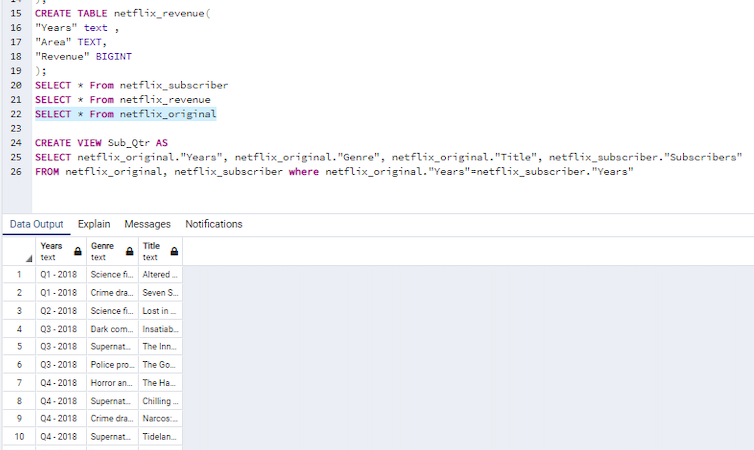 );
15 CREATE TABLE netflix_revenue(
16 "Years" text ,
17 "Area" TEXT,
18 "Revenue" BIGINT
19 );
20 SELECT * From netflix_subscriber
21 SELECT * From netflix_revenue
22 SELECT * From netflix_original
23
24 CREATE VIEW Sub_Qtr AS
25 SELECT netflix_original."Years", netflix_original."Genre", netflix_original."Title", netflix_subscriber."Subscribers"
26 FROM netflix_original, netflix_subscriber where netflix_original."Years"=netflix_subscriber."Years"
Data Output Explain Messages Notifications
Years Genre Title
text text text
1 Q1 - 2018 Science fi... Altered ...
2 Q1 - 2018 Crime dra... Seven S...
3 Q2 - 2018 Science fi... Lost in ...
4 Q3 - 2018 Dark com... Insatiab...
5 Q3 - 2018 Supernat... The Inn...
6 Q3 - 2018 Police pro... The Go...
7 Q4 - 2018 Horror an... The Ha...
8 Q4 - 2018 Supernat... Chilling ...
9 Q4 - 2018 Crime dra... Narcos:...
10 Q4 - 2018 Supernat... Tidelan...